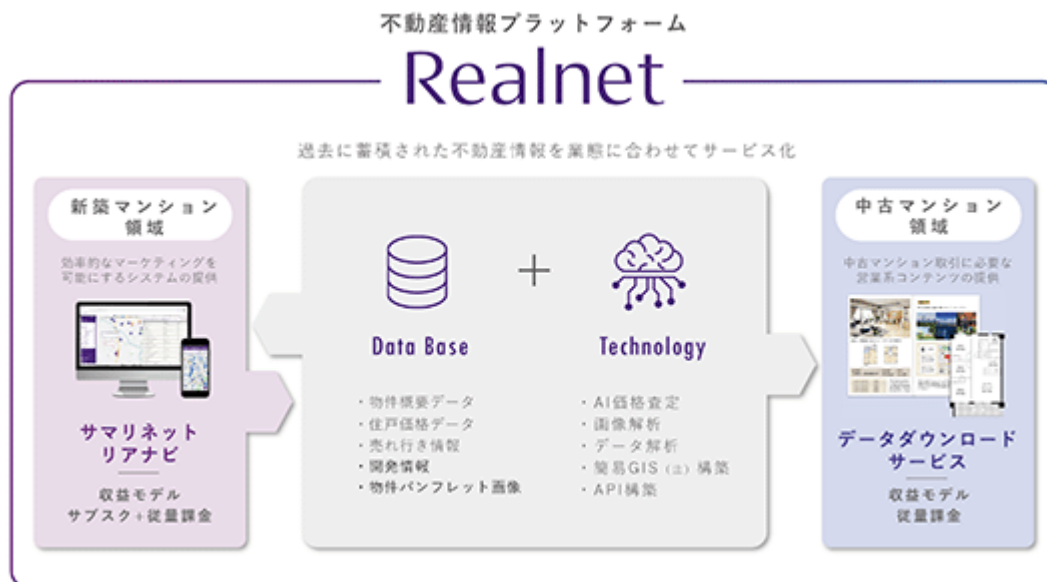 不動産情報プラットフォーム
Realnet
過去に蓄積された不動産情報を業態に合わせてサービス化
新築マンション
領域
効率的なマーケティングを
可能にするシステムの提供
サマリネット
リアナビ
収益モデル
サブスク+従量課金
Data Base
・物件概要データ
・住戸価格データ
・売れ行き情報
・開発情報
・物件パンフレット画像
+
Technology
・AI価格査定
・画像解析
・データ解析
・簡易GIS(注)構築
・API構築
中古マンション
領域
中古マンション取引に必要な
営業系コンテンツの提供
データダウンロード
サービス
収益モデル
従量課金